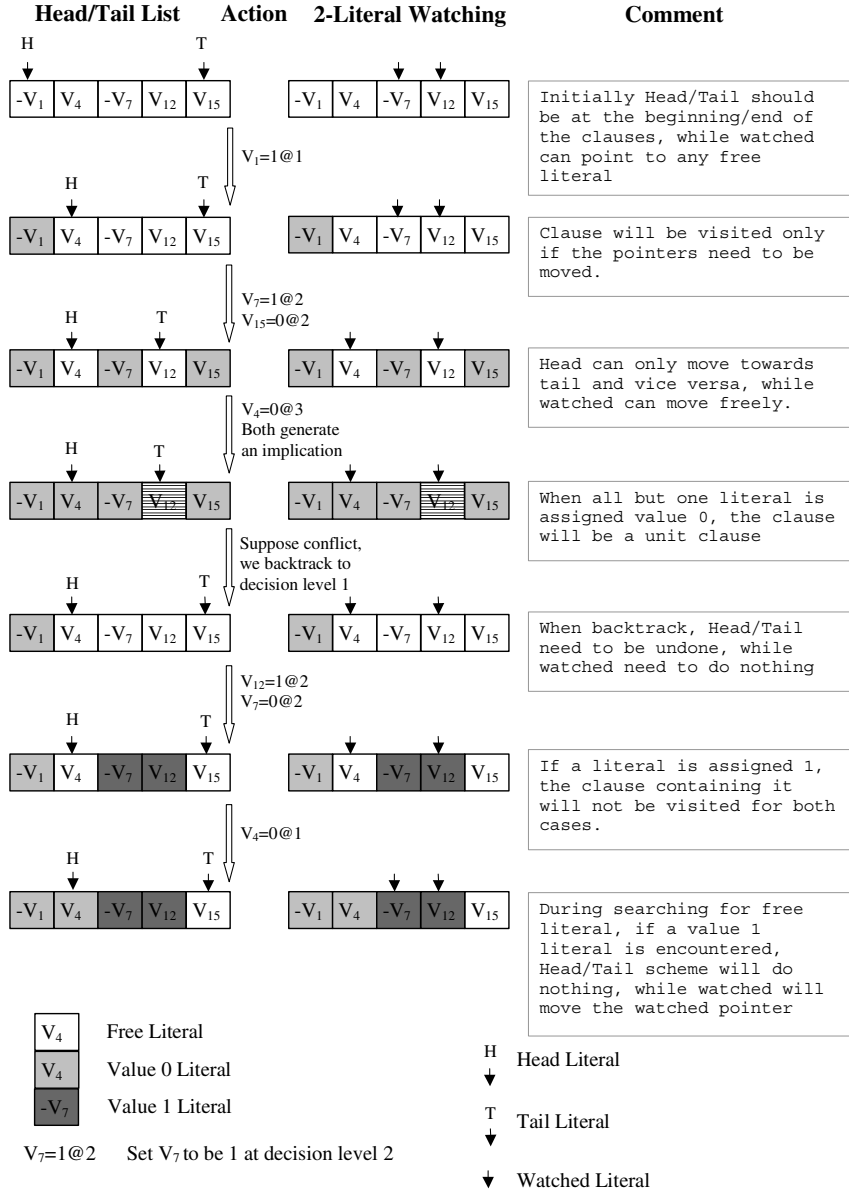 Head/Tail List Action 2-Literal Watching Comment
H T
-V1 V4 -V7 V12 V15 -V1 V4 -V7 V12 V15
Initially Head/Tail should
be at the beginning/end of
the clauses, while watched
can point to any free
literal
V1=1@1
H T
-V1 V4 -V7 V12 V15 -V1 V4 -V7 V12 V15
Clause will be visited only
if the pointers need to be
moved.
V7=1@2
V15=0@2
H T
-V1 V4 -V7 V12 V15 -V1 V4 -V7 V12 V15
Head can only move towards
tail and vice versa, while
watched can move freely.
V4=0@3
Both generate
an implication
H T
-V1 V4 -V7 V12 V15 -V1 V4 -V7 V12 V15
When all but one literal is
assigned value 0, the clause
will be a unit clause
Suppose conflict,
we backtrack to
decision level 1
H T
-V1 V4 -V7 V12 V15 -V1 V4 -V7 V12 V15
When backtrack, Head/Tail
need to be undone, while
watched need to do nothing
V12=1@2
V7=0@2
H T
-V1 V4 -V7 V12 V15 -V1 V4 -V7 V12 V15
If a literal is assigned 1,
the clause containing it
will not be visited for both
cases.
V4=0@1
H T
-V1 V4 -V7 V12 V15 -V1 V4 -V7 V12 V15
During searching for free
literal, if a value 1
literal is encountered,
Head/Tail scheme will do
nothing, while watched will
move the watched pointer
V4 Free Literal
V4 Value 0 Literal
-V7 Value 1 Literal
V7=1@2 Set V7 to be 1 at decision level 2
H Head Literal
T Tail Literal
Watched Literal